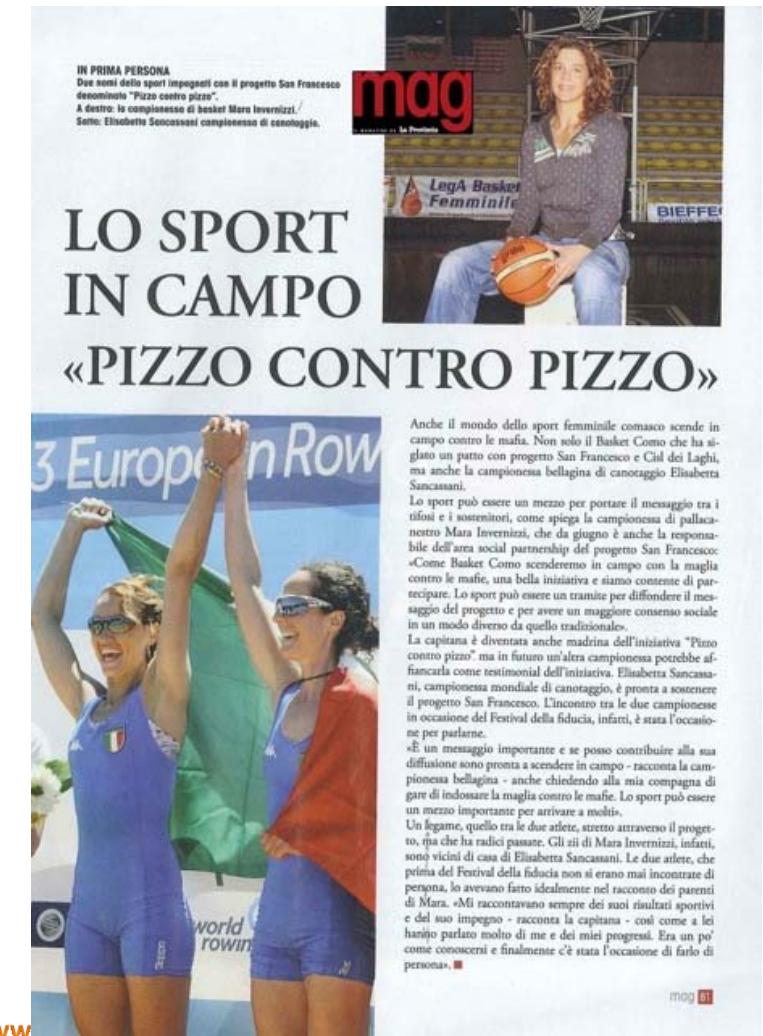 IN PRIMA PERSONA
Due nomi dello sport impegnati con il progetto San Francesco
denominato "Pizzo contro pizzo".
A destra: la campionessa di basket Mara Invernizzi.
Sotto: Elisabetta Sancassani campionessa di canottaggio.
mag
IL MAGAZINE DE La Provincia
LegA Basket
Femminile
BIEFFE
LO SPORT
IN CAMPO
«PIZZO CONTRO PIZZO»
3 European Row
world
rowin
Anche il mondo dello sport femminile comasco scende in
campo contro le mafia. Non solo il Basket Como che ha si-
glato un patto con progetto San Francesco e Cisl dei Laghi,
ma anche la campionessa bellagina di canottaggio Elisabetta
Sancassani.
Lo sport può essere un mezzo per portare il messaggio tra i
tifosi e i sostenitori, come spiega la campionessa di pallaca-
nestro Mara Invernizzi, che da giugno è anche la responsa-
bile dell'area social partnership del progetto San Francesco:
«Come Basket Como scenderemo in campo con la maglia
contro le mafie, una bella iniziativa e siamo contente di par-
tecipare. Lo sport può essere un tramite per diffondere il mes-
saggio del progetto e per avere un maggiore consenso sociale
in un modo diverso da quello tradizionale».
La capitana è diventata anche madrina dell'iniziativa "Pizzo
contro pizzo" ma in futuro un'altra campionessa potrebbe af-
fiancarla come testimonial dell'iniziativa. Elisabetta Sancassa-
ni, campionessa mondiale di canotaggio, è pronta a sostenere
il progetto San Francesco. L'incontro tra le due campionesse
in occasione del Festival della fiducia, infatti, è stata l'occasio-
ne per parlarne.
«È un messaggio importante e se posso contribuire alla sua
diffusione sono pronta a scendere in campo - racconta la cam-
pionessa bellagina - anche chiedendo alla mia compagna di
gare di indossare la maglia contro le mafie. Lo sport può essere
un mezzo importante per arrivare a molti».
Un legame, quello tra le due atlete, stretto attraverso il proget-
to, ma che ha radici passate. Gli zii di Mara Invernizzi, infatti,
sono vicini di casa di Elisabetta Sancassani. Le due atlete, che
prima del Festival della fiducia non si erano mai incontrate di
persona, lo avevano fatto idealmente nel racconto dei parenti
di Mara. «Mi raccontavano sempre dei suoi risultati sportivi
e del suo impegno - racconta la capitana - così come a lei
hanno parlato molto di me e dei miei progressi. Era un po'
come conoscersi e finalmente c'è stata l'occasione di farlo di
persona».
mag 81